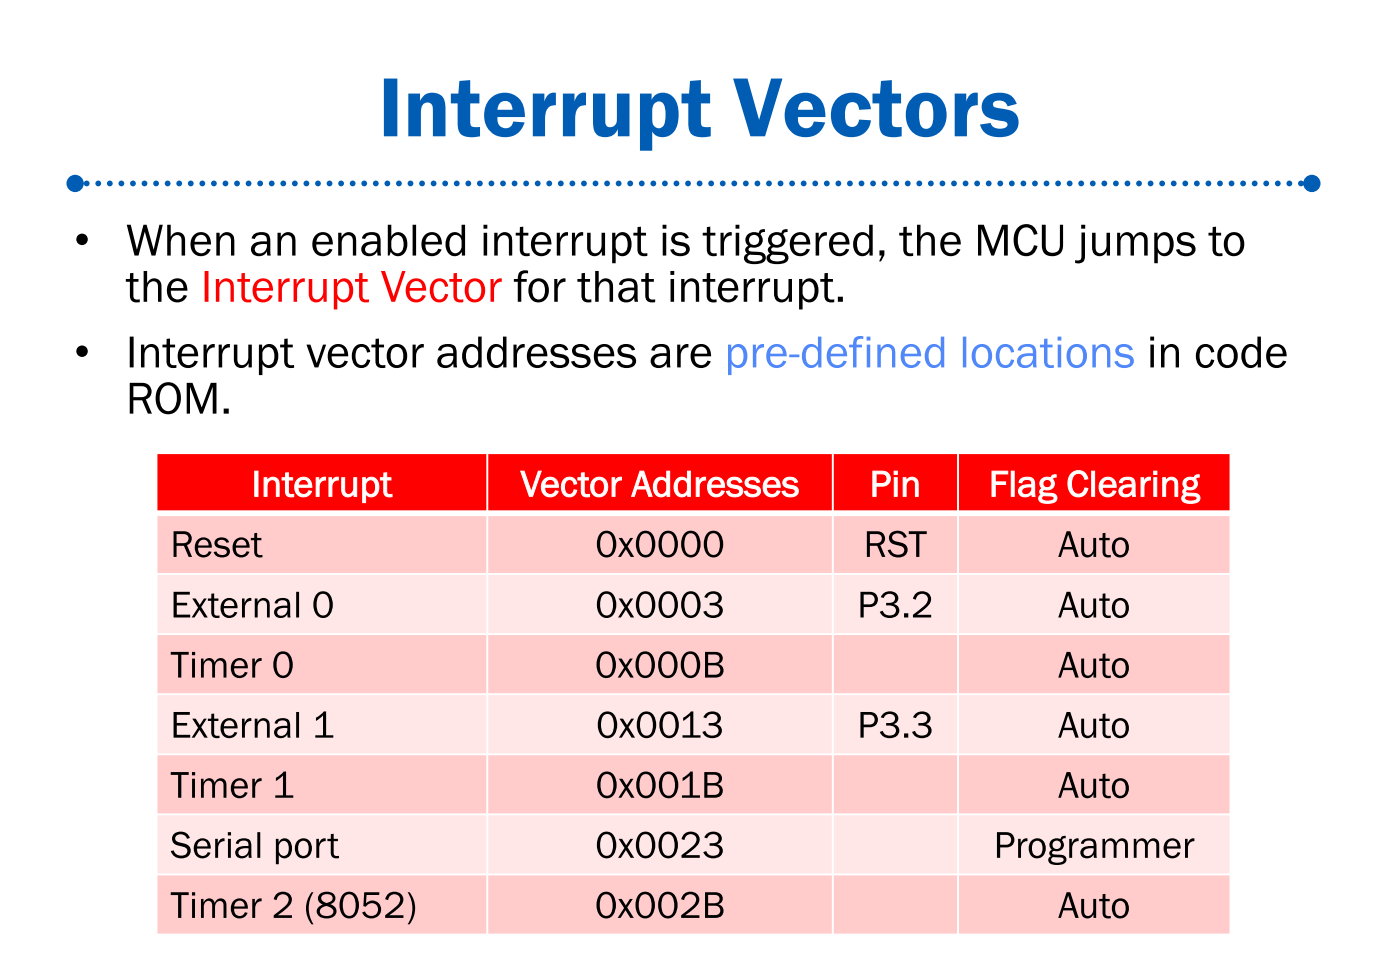 Interrupt Vectors
• When an enabled interrupt is triggered, the MCU jumps to
the Interrupt Vector for that interrupt.
• Interrupt vector addresses are pre-defined locations in code
ROM.
Interrupt Vector Addresses Pin Flag Clearing
Reset 0x0000 RST Auto
External 0 0x0003 P3.2 Auto
Timer 0 0x000B Auto
External 1 0x0013 P3.3 Auto
Timer 1 0x001B Auto
Serial port 0x0023 Programmer
Timer 2 (8052) 0x002B Auto